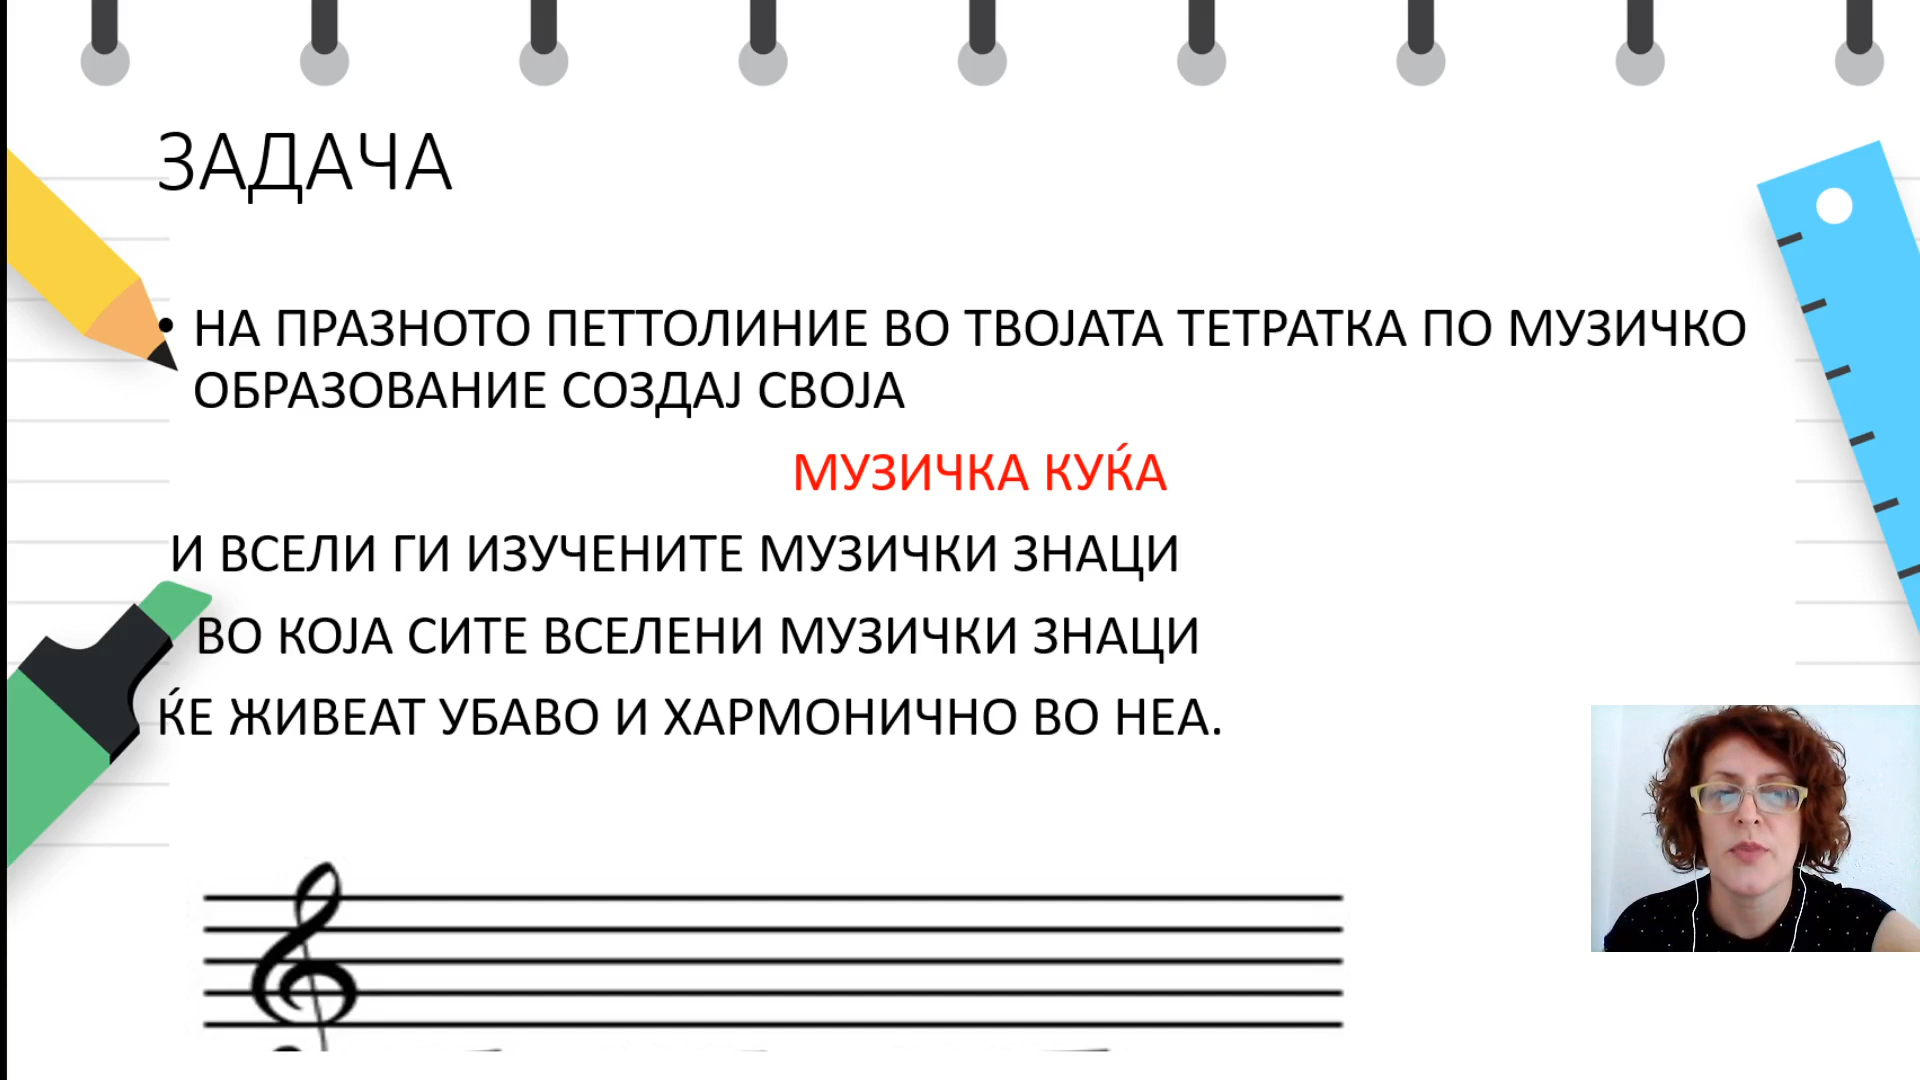 ЗАДАЧА
• НА ПРАЗНОТО ПЕТТОЛИНИЕ ВО ТВОЈАТА ТЕТРАТКА ПО МУЗИЧКО
ОБРАЗОВАНИЕ СОЗДАЈ СВОЈА
МУЗИЧКА КУЌА
И ВСЕЛИ ГИ ИЗУЧЕНИТЕ МУЗИЧКИ ЗНАЦИ
ВО КОЈА СИТЕ ВСЕЛЕНИ МУЗИЧКИ ЗНАЦИ
ЌЕ ЖИВЕАТ УБАВО И ХАРМОНИЧНО ВО НЕА.